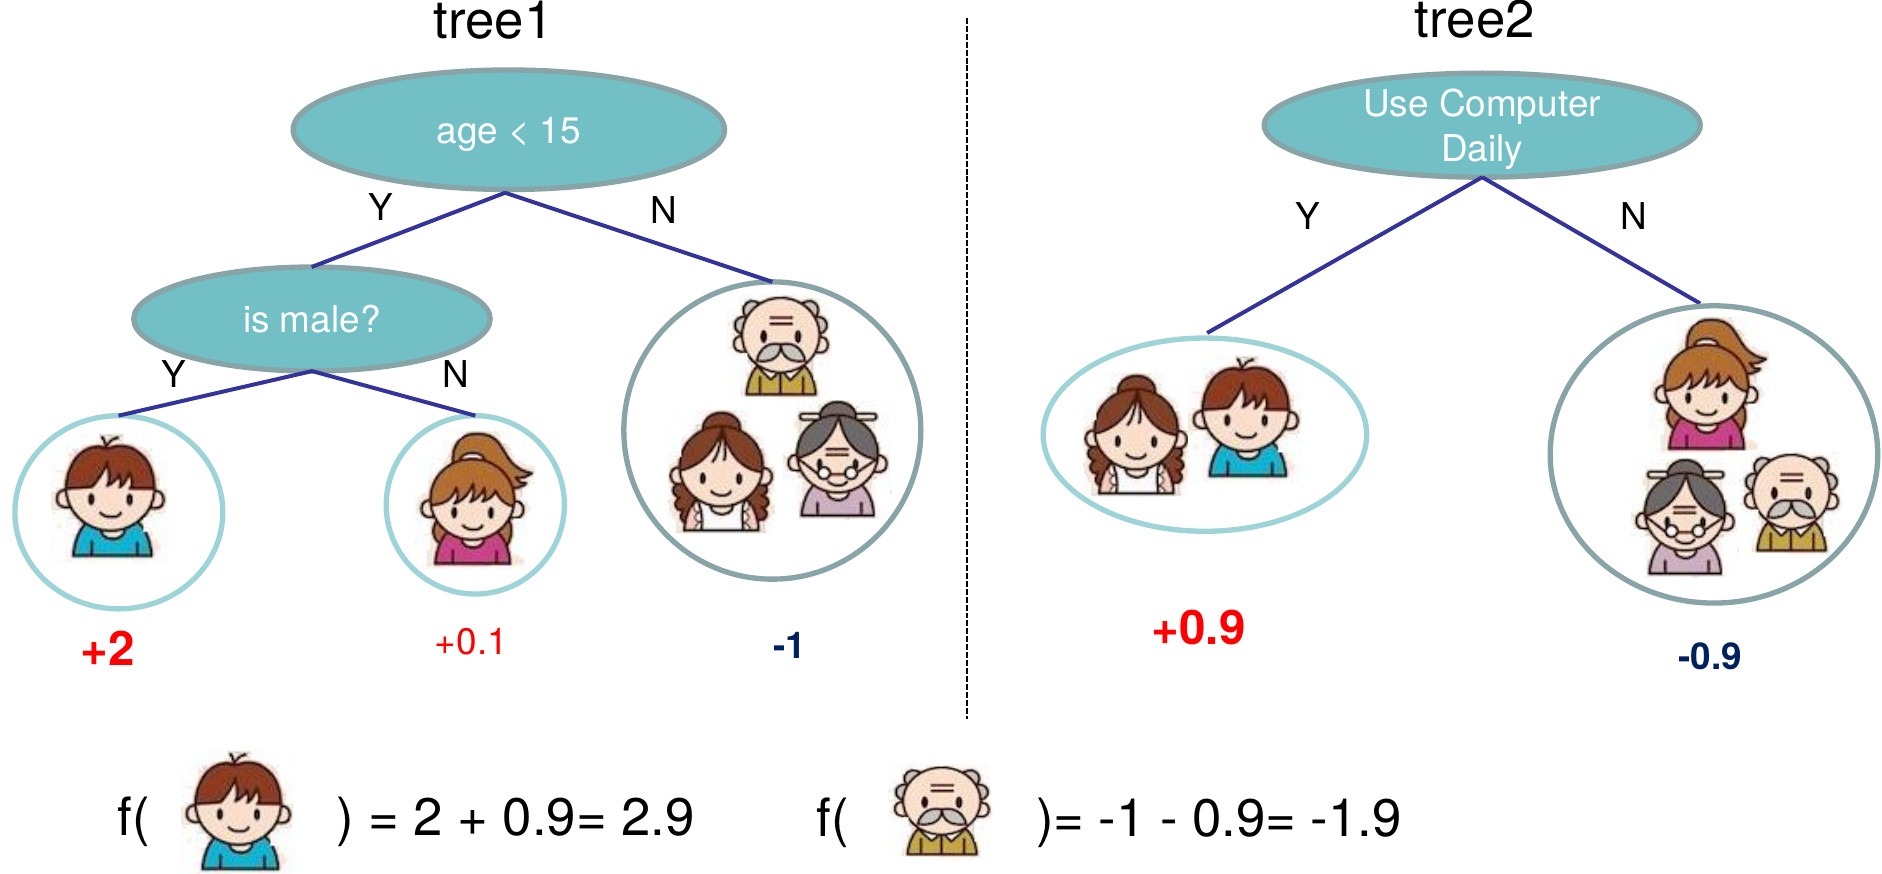 tree1
tree2
age < 15
Use Computer
Daily
Y
N
Y
N
is male?
Y
N
+2
+0.1
-1
+0.9
-0.9
f( ) = 2 + 0.9= 2.9
f( )= -1 - 0.9= -1.9